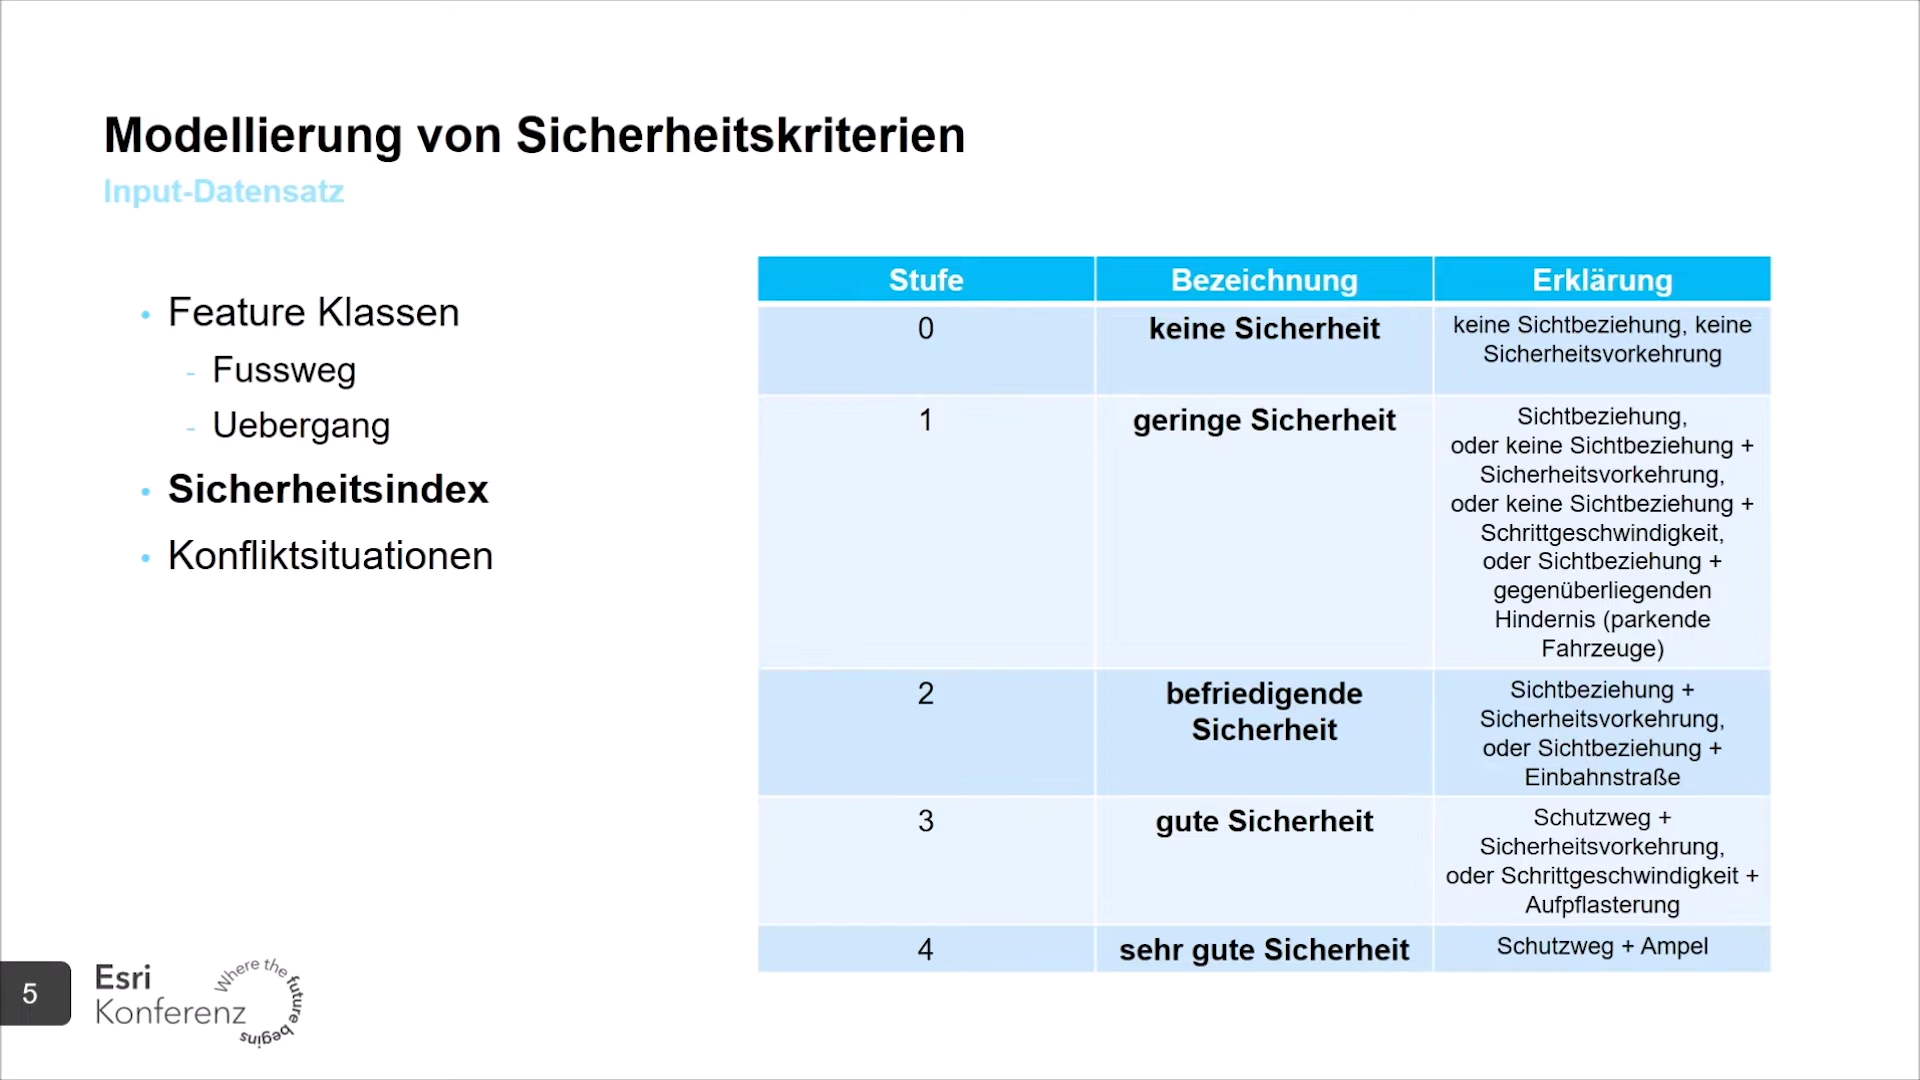 Modellierung von Sicherheitskriterien
Input-Datensatz
• Feature Klassen
- Fussweg
- Uebergang
• Sicherheitsindex
• Konfliktsituationen
Stufe Bezeichnung Erklärung
0 keine Sicherheit keine Sichtbeziehung, keine
Sicherheitsvorkehrung
1 geringe Sicherheit Sichtbeziehung,
oder keine Sichtbeziehung +
Sicherheitsvorkehrung,
oder keine Sichtbeziehung +
Schrittgeschwindigkeit,
oder Sichtbeziehung +
gegenüberliegenden
Hindernis (parkende
Fahrzeuge)
2 befriedigende Sichtbeziehung +
Sicherheit Sicherheitsvorkehrung,
oder Sichtbeziehung +
Einbahnstraße
3 gute Sicherheit Schutzweg +
Sicherheitsvorkehrung,
oder Schrittgeschwindigkeit +
Aufpflasterung
4 sehr gute Sicherheit Schutzweg + Ampel
5
Esri
Konferenz
Where the future begins